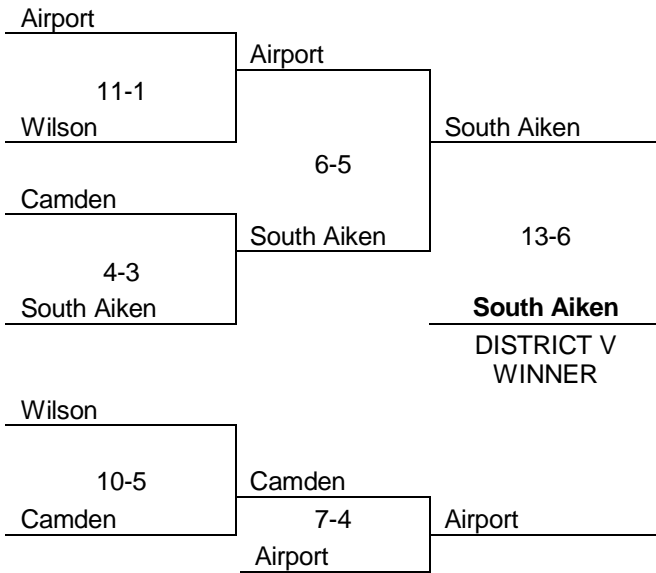 Airport
Airport
11-1
Wilson
South Aiken
6-5
Camden
South Aiken
13-6
4-3
South Aiken
South Aiken
DISTRICT V
WINNER
Wilson
10-5
Camden
Camden
7-4
Airport
Airport